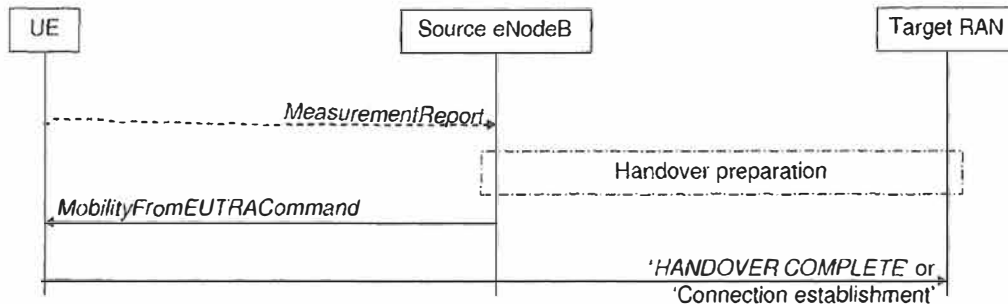 UE
Source eNodeB
Target RAN
MeasurementReport
Handover preparation
MobilityFromEUTRACommand
'HANDOVER COMPLETE' or
'Connection establishment'